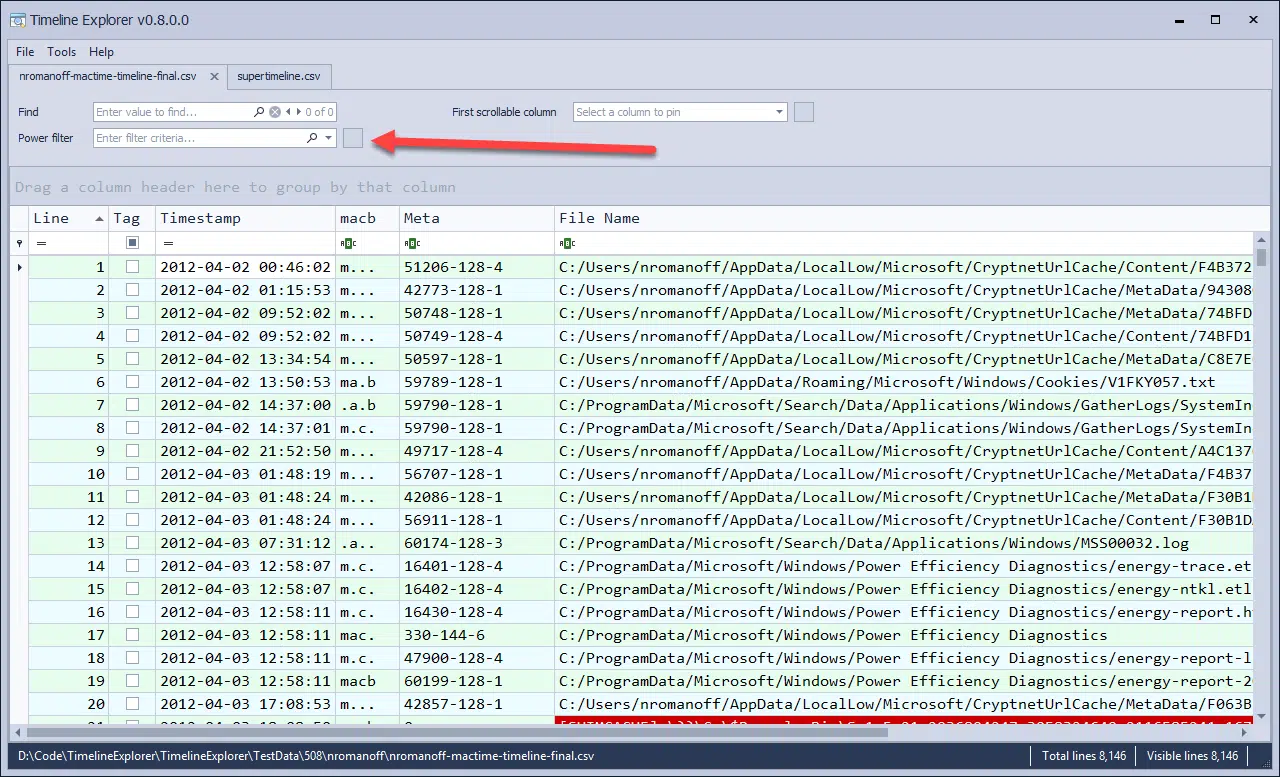 Timeline Explorer v0.8.0.0
File Tools Help
nromanoff-mactime-timeline-final.csv supertimeline.csv
Find Enter value to find... 0 of 0 First scrollable column Select a column to pin
Power filter Enter filter criteria...
Drag a column header here to group by that column
Line Tag Timestamp macb Meta File Name
= =
1 2012-04-02 00:46:02 m... 51206-128-4 C:/Users/nromanoff/AppData/LocalLow/Microsoft/CryptnetUrlCache/Content/F4B372
2 2012-04-02 01:15:53 m... 42773-128-1 C:/Users/nromanoff/AppData/LocalLow/Microsoft/CryptnetUrlCache/MetaData/94308
3 2012-04-02 09:52:02 m... 50748-128-1 C:/Users/nromanoff/AppData/LocalLow/Microsoft/CryptnetUrlCache/MetaData/74BFD
4 2012-04-02 09:52:02 m... 50749-128-4 C:/Users/nromanoff/AppData/LocalLow/Microsoft/CryptnetUrlCache/Content/74BFD1
5 2012-04-02 13:34:54 m... 50597-128-1 C:/Users/nromanoff/AppData/LocalLow/Microsoft/CryptnetUrlCache/MetaData/C8E7E
6 2012-04-02 13:50:53 ma.b 59789-128-1 C:/Users/nromanoff/AppData/Roaming/Microsoft/Windows/Cookies/V1FKY057.txt
7 2012-04-02 14:37:00 .a.b 59790-128-1 C:/ProgramData/Microsoft/Search/Data/Applications/Windows/GatherLogs/SystemIn
8 2012-04-02 14:37:01 m.c. 59790-128-1 C:/ProgramData/Microsoft/Search/Data/Applications/Windows/GatherLogs/SystemIn
9 2012-04-02 21:52:50 m... 49717-128-4 C:/Users/nromanoff/AppData/LocalLow/Microsoft/CryptnetUrlCache/Content/A4C137
10 2012-04-03 01:48:19 m... 56707-128-1 C:/Users/nromanoff/AppData/LocalLow/Microsoft/CryptnetUrlCache/MetaData/F4B37
11 2012-04-03 01:48:24 m... 42086-128-1 C:/Users/nromanoff/AppData/LocalLow/Microsoft/CryptnetUrlCache/MetaData/F30B1
12 2012-04-03 01:48:24 m... 56911-128-1 C:/Users/nromanoff/AppData/LocalLow/Microsoft/CryptnetUrlCache/Content/F30B1D
13 2012-04-03 07:31:12 .a.. 60174-128-3 C:/ProgramData/Microsoft/Search/Data/Applications/Windows/MSS00032.log
14 2012-04-03 12:58:07 m.c. 16401-128-4 C:/ProgramData/Microsoft/Windows/Power Efficiency Diagnostics/energy-trace.et
15 2012-04-03 12:58:07 m.c. 16402-128-4 C:/ProgramData/Microsoft/Windows/Power Efficiency Diagnostics/energy-ntkl.etl
16 2012-04-03 12:58:11 m.c. 16430-128-4 C:/ProgramData/Microsoft/Windows/Power Efficiency Diagnostics/energy-report.h
17 2012-04-03 12:58:11 mac. 330-144-6 C:/ProgramData/Microsoft/Windows/Power Efficiency Diagnostics
18 2012-04-03 12:58:11 m.c. 47900-128-4 C:/ProgramData/Microsoft/Windows/Power Efficiency Diagnostics/energy-report-l
19 2012-04-03 12:58:11 macb 60199-128-1 C:/ProgramData/Microsoft/Windows/Power Efficiency Diagnostics/energy-report-2
20 2012-04-03 17:08:53 m... 42857-128-1 C:/Users/nromanoff/AppData/LocalLow/Microsoft/CryptnetUrlCache/MetaData/F063B
D:\Code\TimelineExplorer\TimelineExplorer\TestData\508\nromanoff\nromanoff-mactime-timeline-final.csv Total lines 8,146 Visible lines 8,146